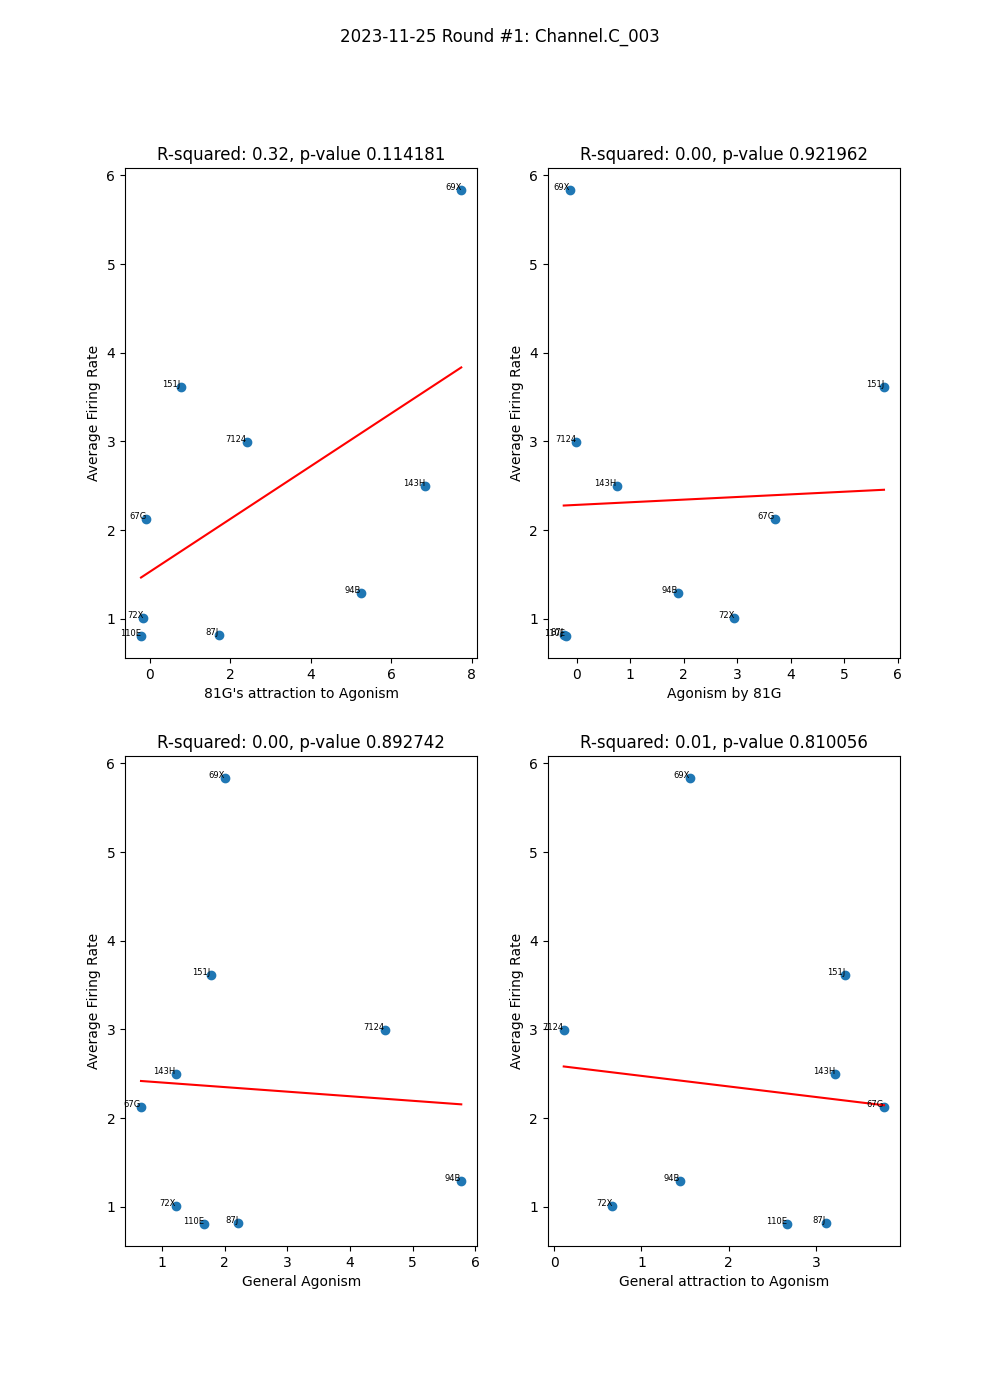 2023-11-25 Round #1: Channel.C_003
R-squared: 0.32, p-value 0.114181
6
5
4
3
2
1
Average Firing Rate
69X
151J
7124
143H
67G
94B
72X
110E
87J
0 2 4 6 8
81G's attraction to Agonism
R-squared: 0.00, p-value 0.921962
6
5
4
3
2
1
Average Firing Rate
69X
151J
7124
143H
67G
94B
72X
0 1 2 3 4 5 6
Agonism by 81G
R-squared: 0.00, p-value 0.892742
6
5
4
3
2
1
Average Firing Rate
69X
151J
7124
143H
67G
94B
72X
110E
87J
1 2 3 4 5 6
General Agonism
R-squared: 0.01, p-value 0.810056
6
5
4
3
2
1
Average Firing Rate
69X
151J
7124
143H
67G
94B
72X
110E
87J
0 1 2 3
General attraction to Agonism